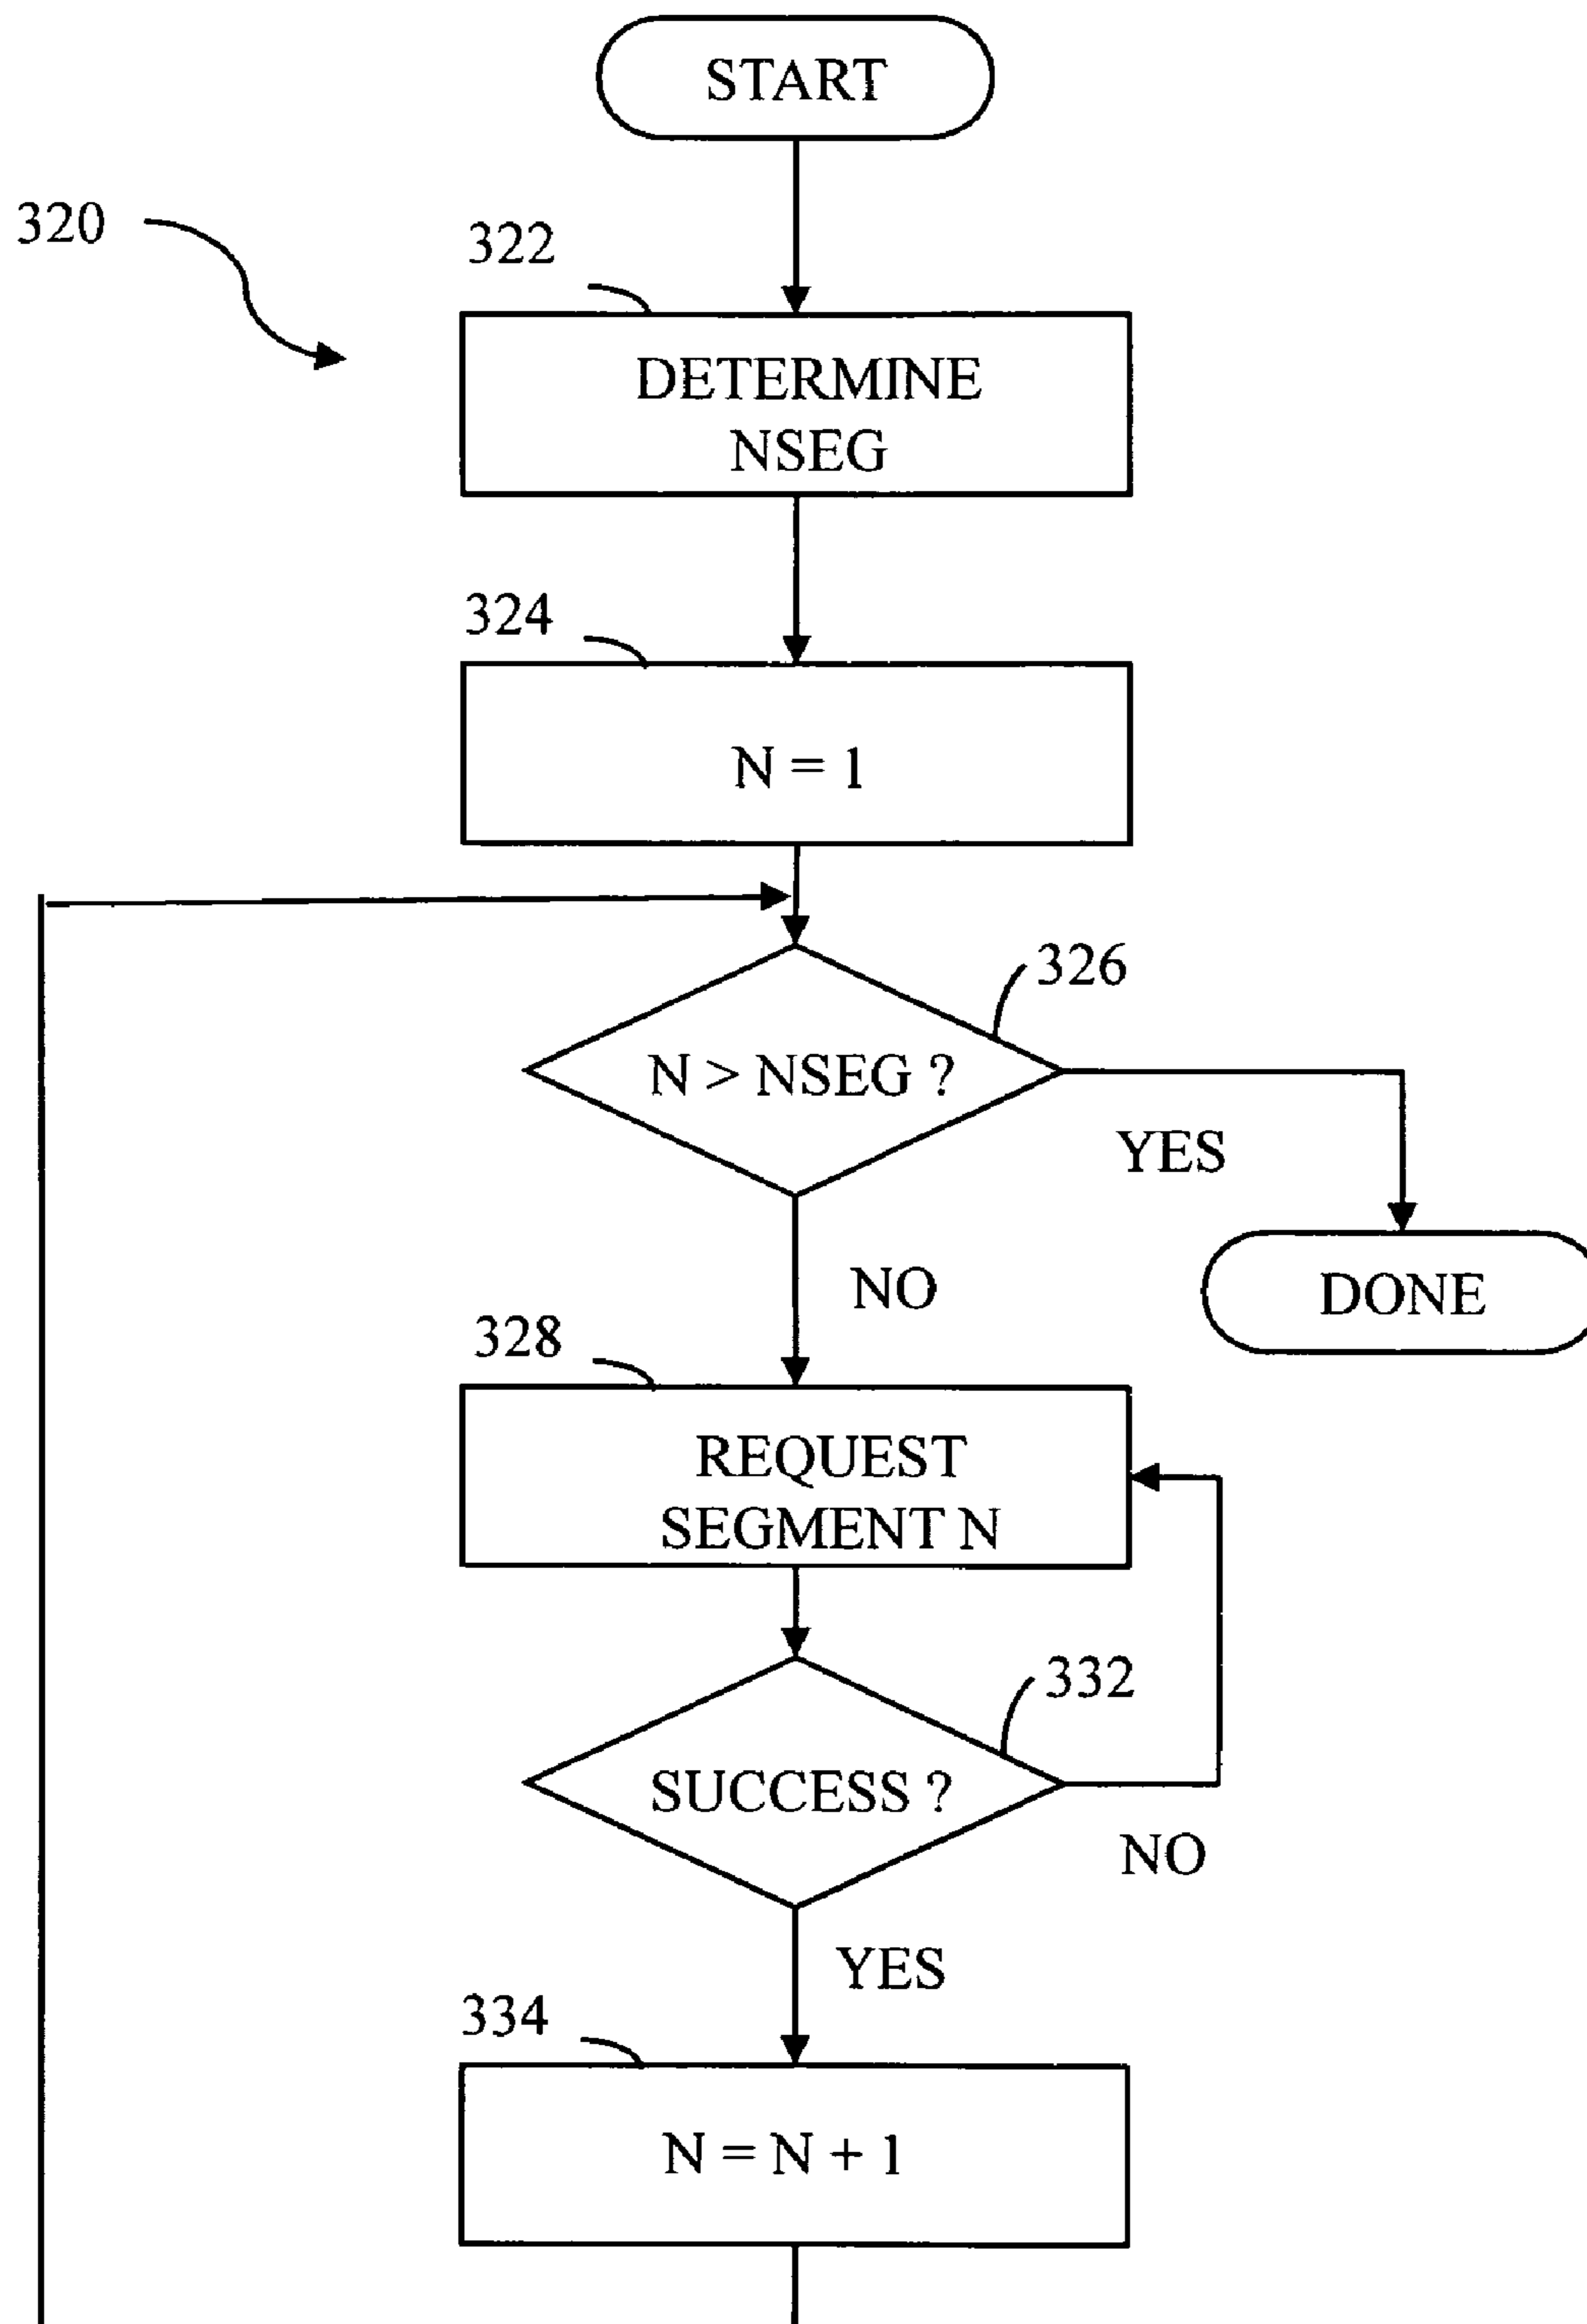 START
320
322
DETERMINE
NSEG
324
N = 1
326
N > NSEG ?
YES
NO
DONE
328
REQUEST
SEGMENT N
332
SUCCESS ?
NO
YES
334
N = N + 1